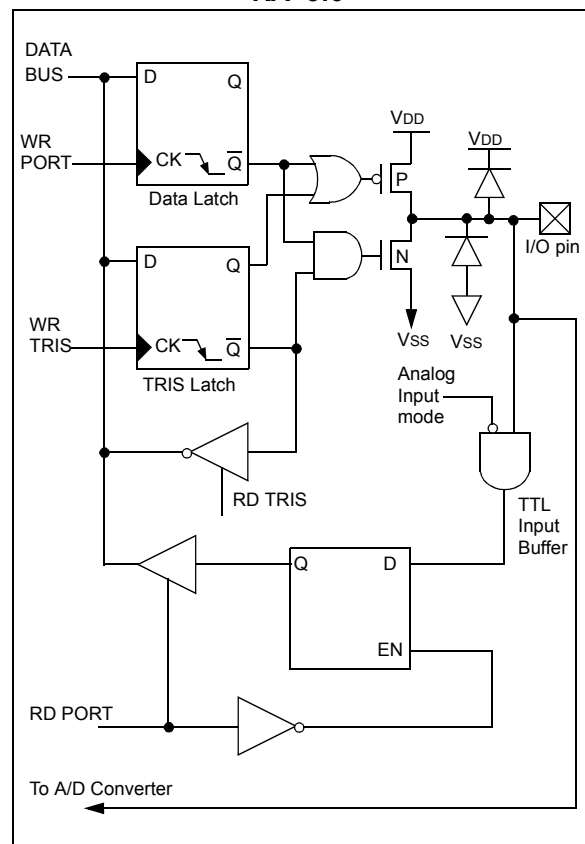 DATA
BUS
D
Q
VDD
VDD
WR
PORT
CK
Q
P
Data Latch
I/O pin
D
Q
N
WR
TRIS
CK
Q
VSS
VSS
TRIS Latch
Analog
Input
mode
RD TRIS
TTL
Input
Buffer
Q
D
EN
RD PORT
To A/D Converter